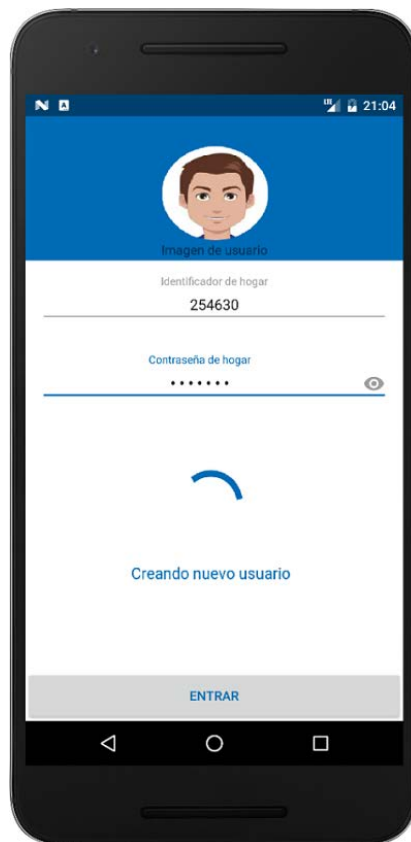 21:04
Imagen de usuario
Identificador de hogar
254630
Contraseña de hogar
•••••••
Creando nuevo usuario
ENTRAR